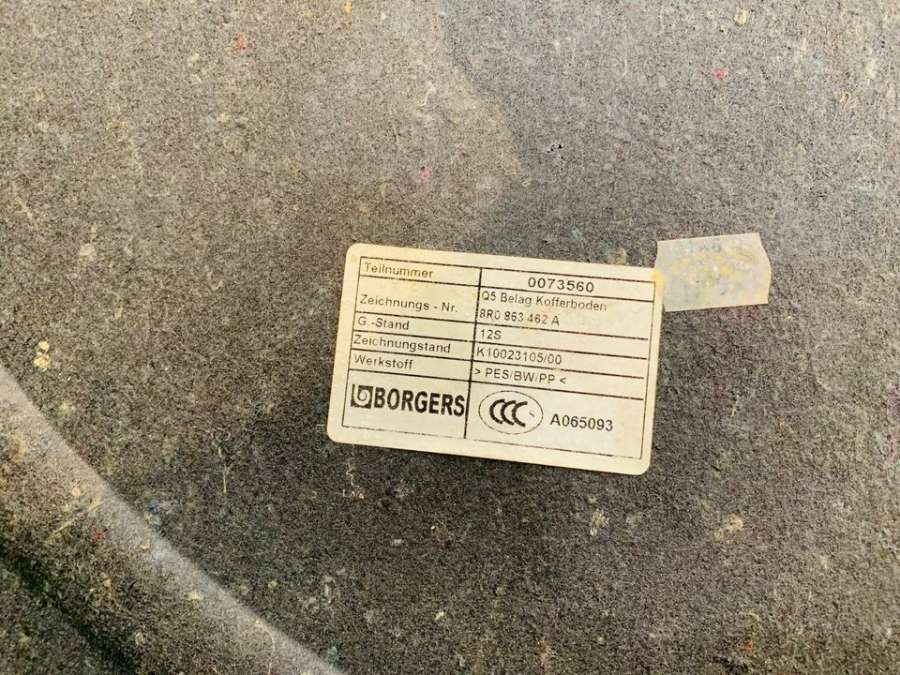 Teilnummer 0073560
Zeichnungs - Nr. Q5 Belag Kofferboden
8R0 863 462 A
G.-Stand 12S
Zeichnungstand K10023105/00
Werkstoff > PES/BW/PP <
BORGERS CCC S A065093